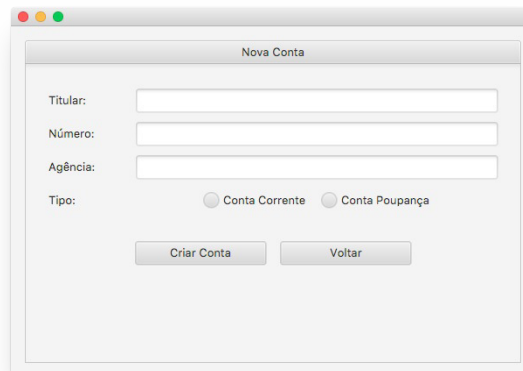 Nova Conta
Titular:
Número:
Agência:
Tipo: Conta Corrente Conta Poupança
Criar Conta Voltar